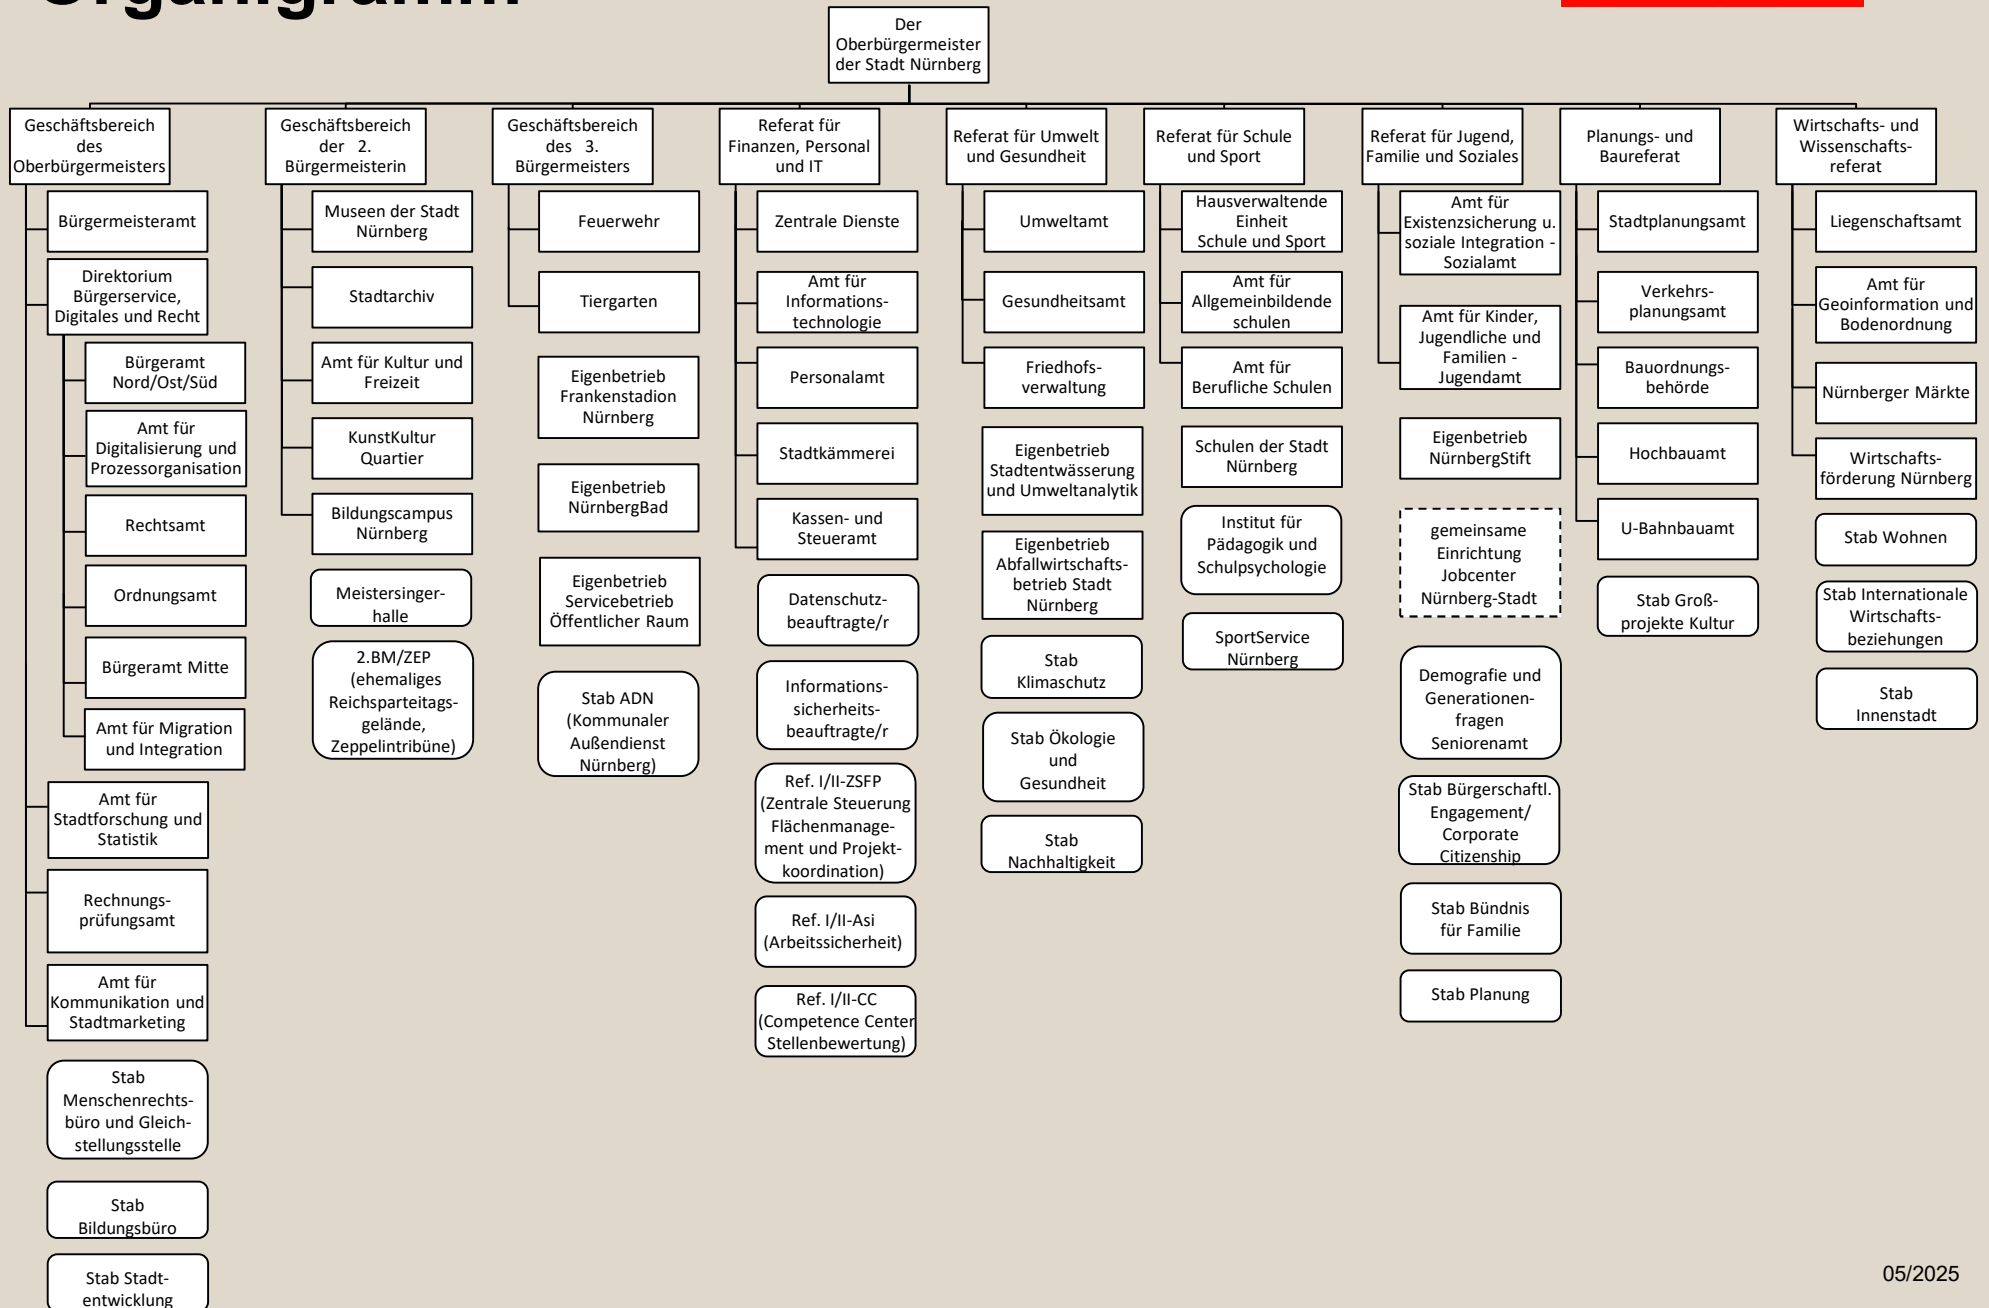 Organigramm
Der
Oberbürgermeister
der Stadt Nürnberg
Geschäftsbereich
des
Oberbürgermeisters
Bürgermeisteramt
Direktorium
Bürgerservice,
Digitales und Recht
Bürgeramt
Nord/Ost/Süd
Amt für
Digitalisierung und
Prozessorganisation
Rechtsamt
Ordnungsamt
Bürgeramt Mitte
Amt für Migration
und Integration
Amt für
Stadtforschung und
Statistik
Rechnungs-
prüfungsamt
Amt für
Kommunikation und
Stadtmarketing
Stab
Menschenrechts-
büro und Gleich-
stellungsstelle
Stab
Bildungsbüro
Stab Stadt-
entwicklung
Geschäftsbereich
der 2.
Bürgermeisterin
Museen der Stadt
Nürnberg
Stadtarchiv
Amt für Kultur und
Freizeit
KunstKultur
Quartier
Bildungscampus
Nürnberg
Meistersinger-
halle
2.BM/ZEP
(ehemaliges
Reichsparteitags-
gelände,
Zeppelintribüne)
Geschäftsbereich
des 3.
Bürgermeisters
Feuerwehr
Tiergarten
Eigenbetrieb
Frankenstadion
Nürnberg
Eigenbetrieb
NürnbergBad
Eigenbetrieb
Servicebetrieb
Öffentlicher Raum
Stab ADN
(Kommunaler
Außendienst
Nürnberg)
Referat für
Finanzen, Personal
und IT
Zentrale Dienste
Amt für
Informations-
technologie
Personalamt
Stadtkämmerei
Kassen- und
Steueramt
Datenschutz-
beauftragte/r
Informations-
sicherheits-
beauftragte/r
Ref. I/II-ZSFP
(Zentrale Steuerung
Flächenmanage-
ment und Projekt-
koordination)
Ref. I/II-Asi
(Arbeitssicherheit)
Ref. I/II-CC
(Competence Center
Stellenbewertung)
Referat für Umwelt
und Gesundheit
Umweltamt
Gesundheitsamt
Friedhofs-
verwaltung
Eigenbetrieb
Stadtentwässerung
und Umweltanalytik
Eigenbetrieb
Abfallwirtschafts-
betrieb Stadt
Nürnberg
Stab
Klimaschutz
Stab Ökologie
und
Gesundheit
Stab
Nachhaltigkeit
Referat für Schule
und Sport
Hausverwaltende
Einheit
Schule und Sport
Amt für
Allgemeinbildende
schulen
Amt für
Berufliche Schulen
Schulen der Stadt
Nürnberg
Institut für
Pädagogik und
Schulpsychologie
SportService
Nürnberg
Referat für Jugend,
Familie und Soziales
Amt für
Existenzsicherung u.
soziale Integration -
Sozialamt
Amt für Kinder,
Jugendliche und
Familien -
Jugendamt
Eigenbetrieb
NürnbergStift
gemeinsame
Einrichtung
Jobcenter
Nürnberg-Stadt
Demografie und
Generationen-
fragen
Seniorenamt
Stab Bürgerschaftl.
Engagement/
Corporate
Citizenship
Stab Bündnis
für Familie
Stab Planung
Planungs- und
Baureferat
Stadtplanungsamt
Verkehrs-
planungsamt
Bauordnungs-
behörde
Hochbauamt
U-Bahnbauamt
Stab Groß-
projekte Kultur
Wirtschafts- und
Wissenschafts-
referat
Liegenschaftsamt
Amt für
Geoinformation und
Bodenordnung
Nürnberger Märkte
Wirtschafts-
förderung Nürnberg
Stab Wohnen
Stab Internationale
Wirtschafts-
beziehungen
Stab
Innenstadt
05/2025